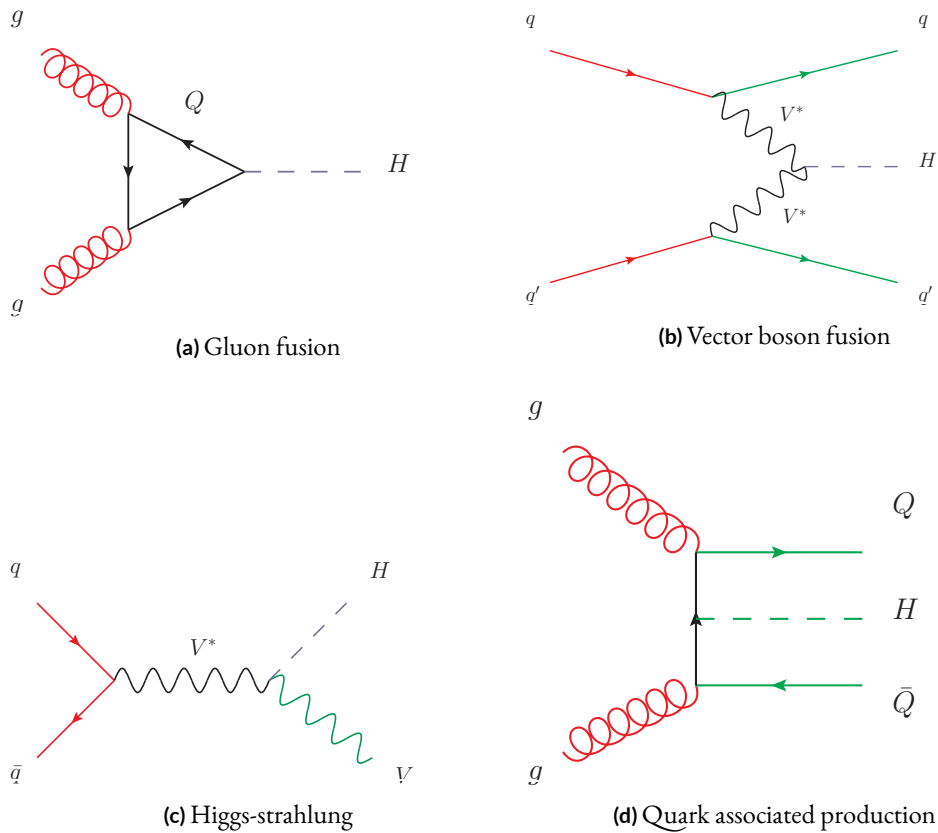 g
Q
H
g
(a) Gluon fusion
q
q
V*
H
V*
q′
q′
(b) Vector boson fusion
q
H
V*
q̄
V
(c) Higgs-strahlung
g
Q
H
Q̄
g
(d) Quark associated production